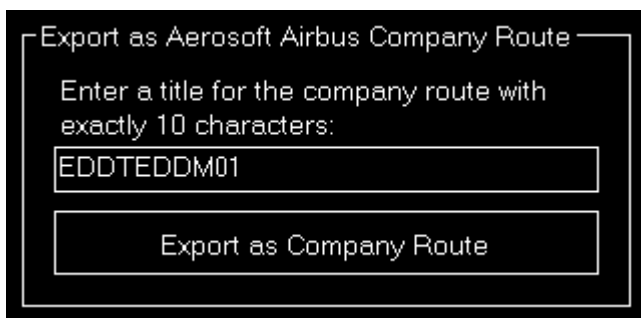 Export as Aerosoft Airbus Company Route
Enter a title for the company route with
exactly 10 characters:
EDDTEDDM01
Export as Company Route